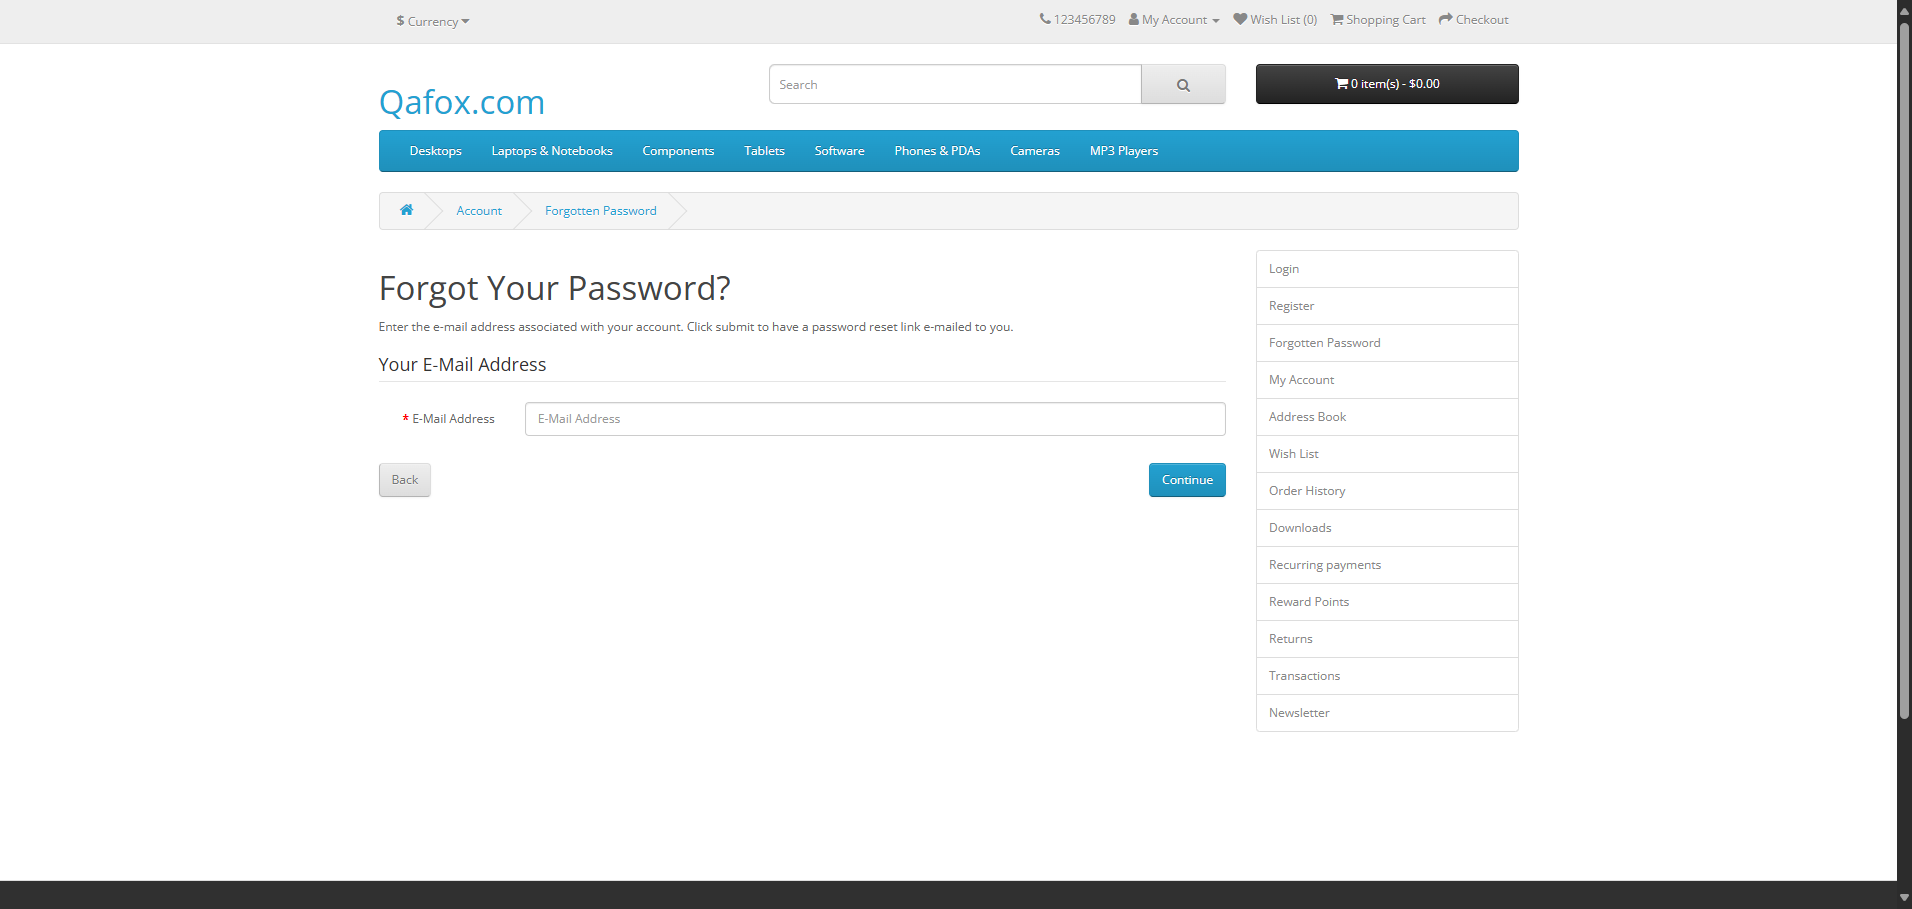 $ Currency
123456789 My Account Wish List (0) Shopping Cart Checkout
Qafox.com
Search
0 item(s) - $0.00
Desktops Laptops & Notebooks Components Tablets Software Phones & PDAs Cameras MP3 Players
Account Forgotten Password
Forgot Your Password?
Enter the e-mail address associated with your account. Click submit to have a password reset link e-mailed to you.
Your E-Mail Address
* E-Mail Address E-Mail Address
Back Continue
Login
Register
Forgotten Password
My Account
Address Book
Wish List
Order History
Downloads
Recurring payments
Reward Points
Returns
Transactions
Newsletter